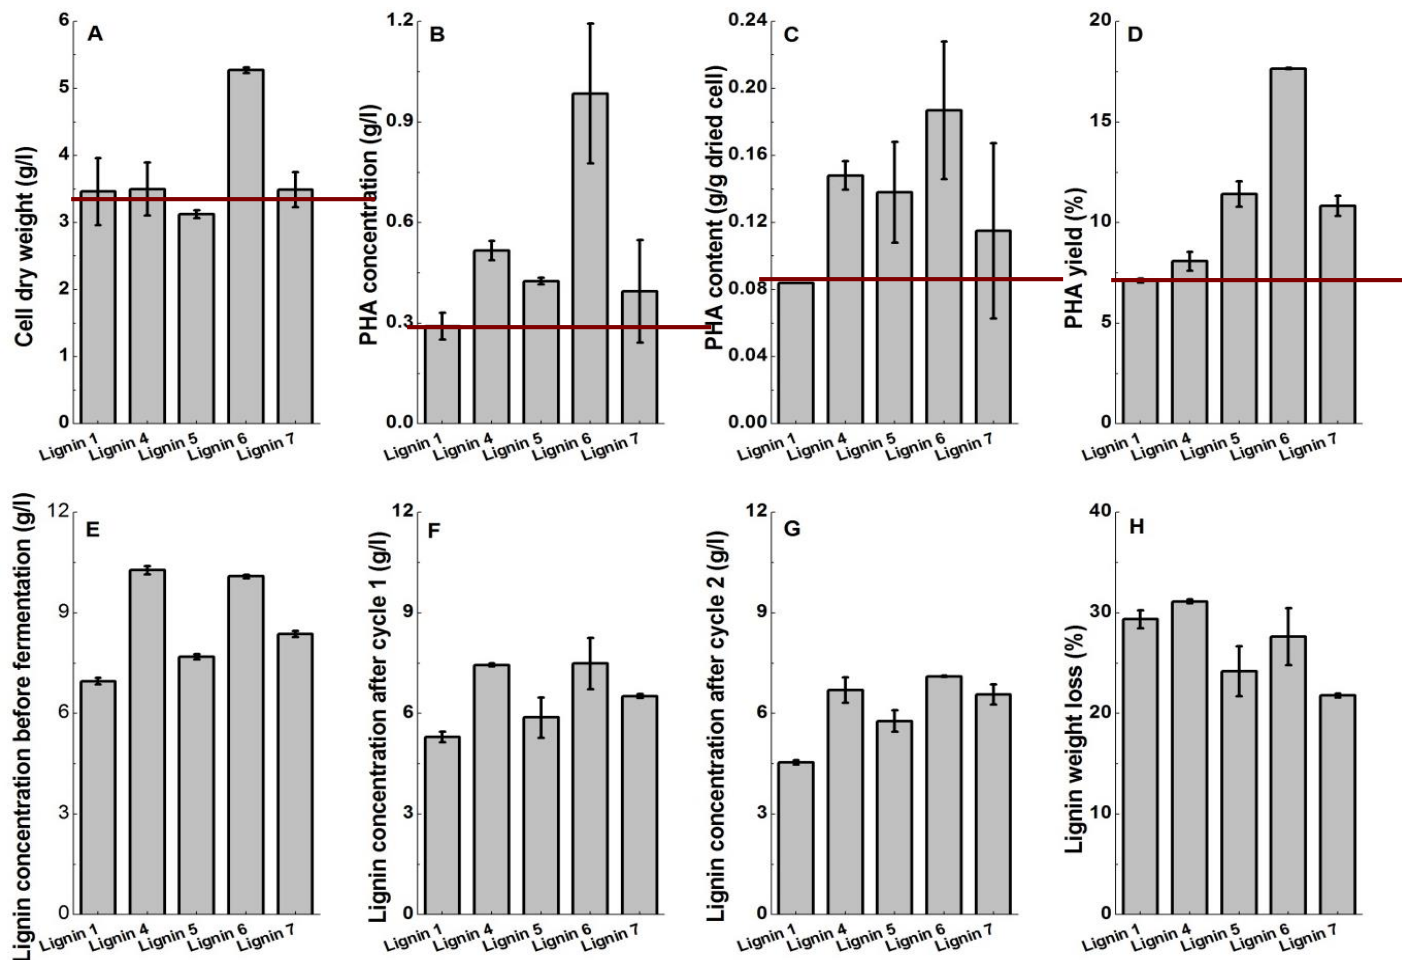 A
Cell dry weight (g/l)
6
5
4
3
2
1
0
Lignin 1
Lignin 4
Lignin 5
Lignin 6
Lignin 7
B
PHA concentration (g/l)
1.2
0.9
0.6
0.3
0.0
Lignin 1
Lignin 4
Lignin 5
Lignin 6
Lignin 7
C
PHA content (g/g dried cell)
0.24
0.20
0.16
0.12
0.08
0.04
0.00
Lignin 1
Lignin 4
Lignin 5
Lignin 6
Lignin 7
D
PHA yield (%)
20
15
10
5
0
Lignin 1
Lignin 4
Lignin 5
Lignin 6
Lignin 7
E
Lignin concentration before fermentation (g/l)
12
9
6
3
0
Lignin 1
Lignin 4
Lignin 5
Lignin 6
Lignin 7
F
Lignin concentration after cycle 1 (g/l)
12
9
6
3
0
Lignin 1
Lignin 4
Lignin 5
Lignin 6
Lignin 7
G
Lignin concentration after cycle 2 (g/l)
12
9
6
3
0
Lignin 1
Lignin 4
Lignin 5
Lignin 6
Lignin 7
H
Lignin weight loss (%)
40
30
20
10
0
Lignin 1
Lignin 4
Lignin 5
Lignin 6
Lignin 7